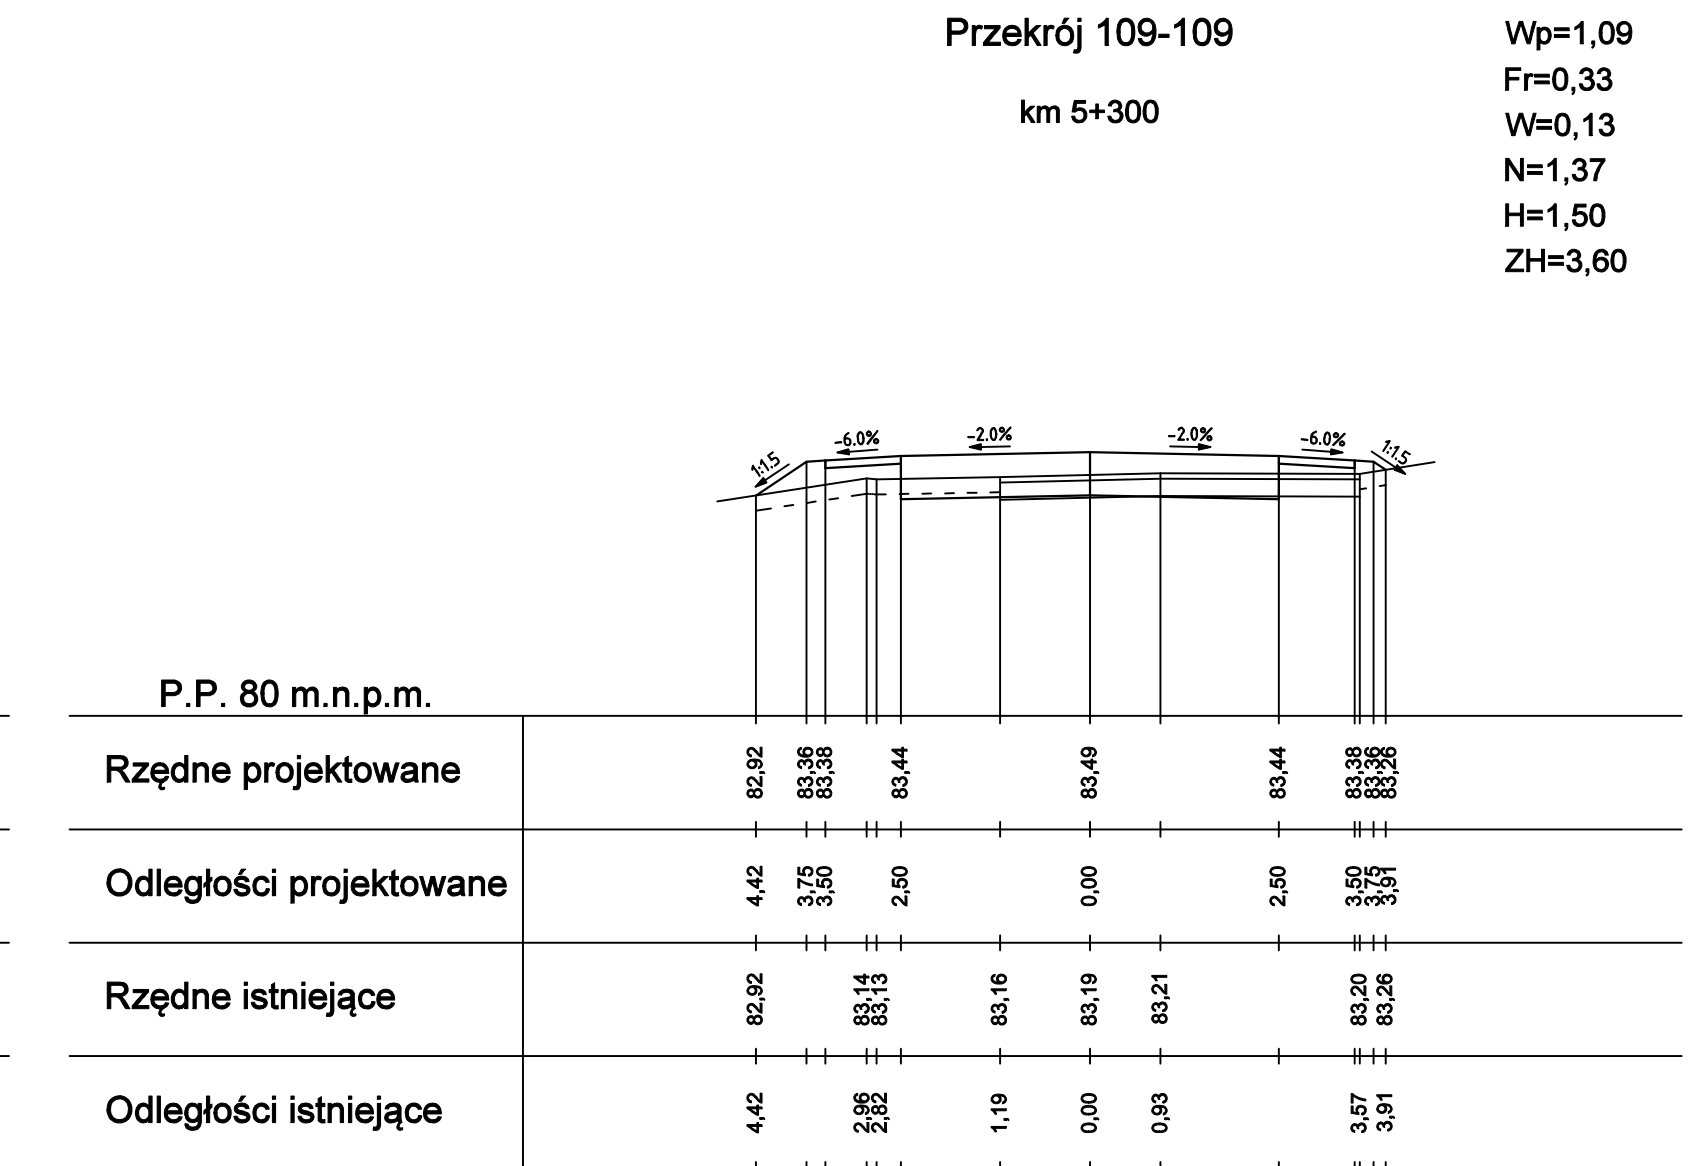 Przekrój 109-109
km 5+300
Wp=1,09
Fr=0,33
W=0,13
N=1,37
H=1,50
ZH=3,60
1:1.5 -6.0% -2.0% -2.0% -6.0% 1:1.5
P.P. 80 m.n.p.m.
Rzędne projektowane 82,92 83,36 83,38 83,44 83,49 83,44 83,38 83,36 83,26
Odległości projektowane 4,42 3,75 3,50 2,50 0,00 2,50 3,50 3,75 3,91
Rzędne istniejące 82,92 83,14 83,13 83,16 83,19 83,21 83,20 83,26
Odległości istniejące 4,42 2,96 2,82 1,19 0,00 0,93 3,57 3,91